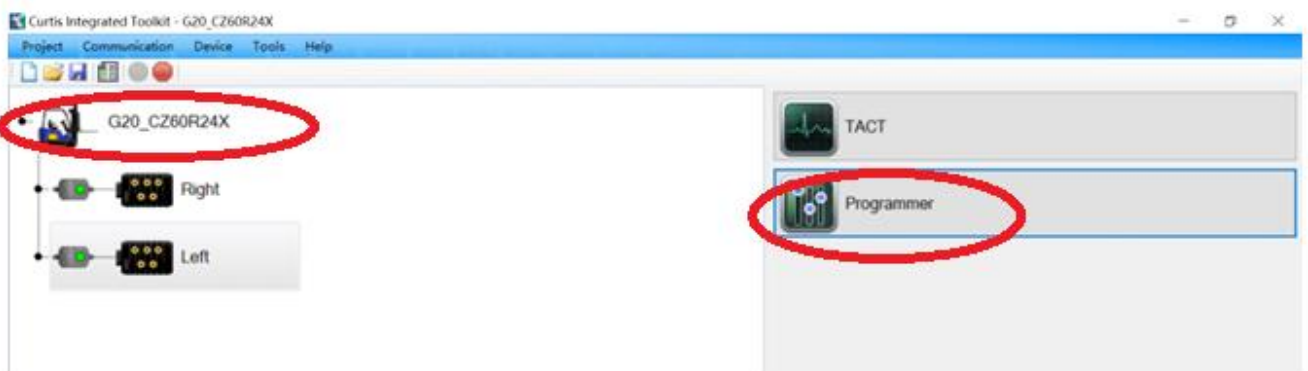 Curtis Integrated Toolkit - G20_CZ60R24X
Project Communication Device Tools Help
G20_CZ60R24X
Right
Left
TACT
Programmer